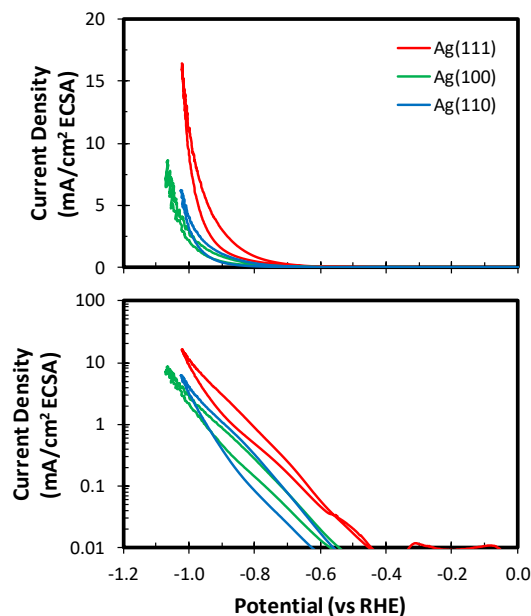 20
15
10
5
0
Current Density
(mA/cm² ECSA)
Ag(111)
Ag(100)
Ag(110)
100
10
1
0.1
0.01
Current Density
(mA/cm² ECSA)
-1.2 -1.0 -0.8 -0.6 -0.4 -0.2 0.0
Potential (vs RHE)